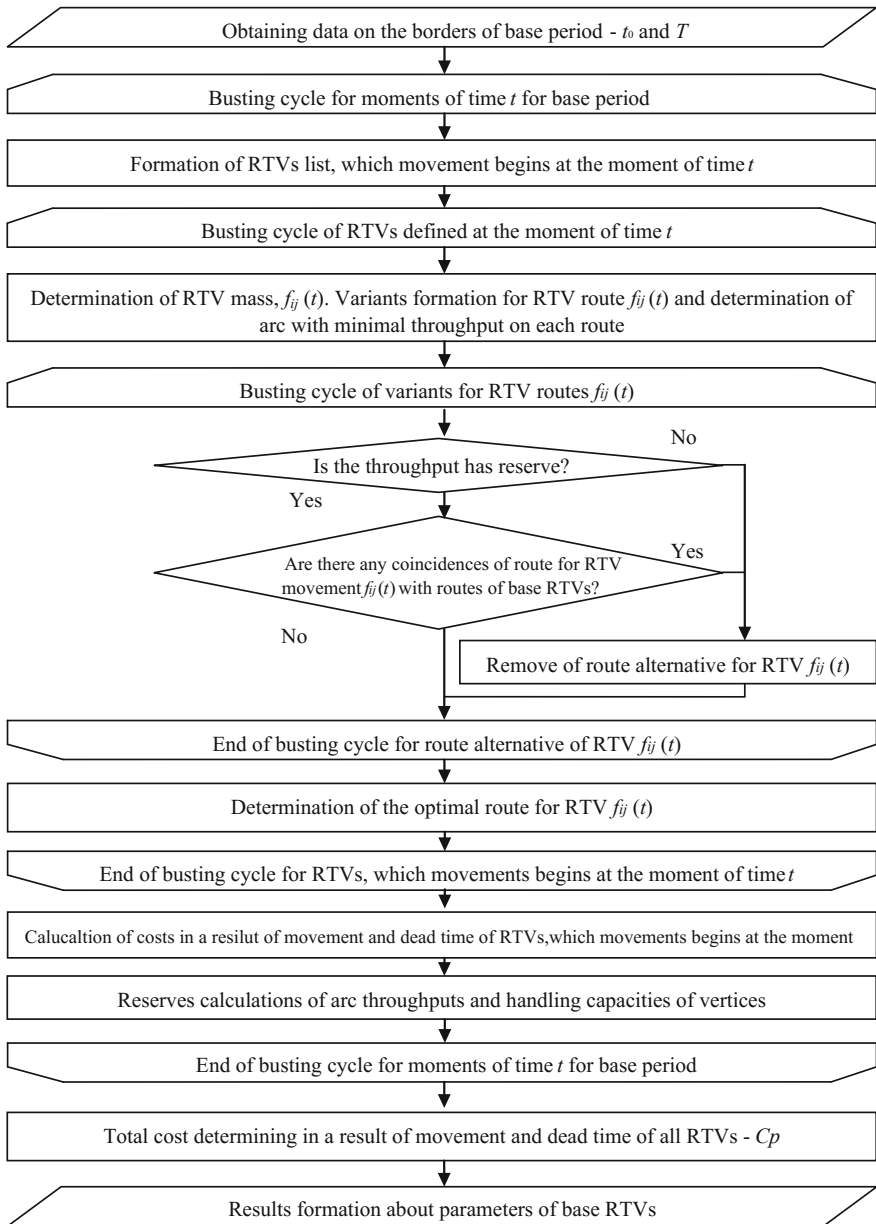 Obtaining data on the borders of base period - t₀ and T
Busting cycle for moments of time t for base period
Formation of RTVs list, which movement begins at the moment of time t
Busting cycle of RTVs defined at the moment of time t
Determination of RTV mass, fij (t). Variants formation for RTV route fij (t) and determination of
arc with minimal throughput on each route
Busting cycle of variants for RTV routes fij (t)
No
Is the throughput has reserve?
Yes
Are there any coincidences of route for RTV
Yes
movement fij (t) with routes of base RTVs?
No
Remove of route alternative for RTV fij (t)
End of busting cycle for route alternative of RTV fij (t)
Determination of the optimal route for RTV fij (t)
End of busting cycle for RTVs, which movements begins at the moment of time t
Calucaltion of costs in a resilut of movement and dead time of RTVs,which movements begins at the moment
Reserves calculations of arc throughputs and handling capacities of vertices
End of busting cycle for moments of time t for base period
Total cost determining in a result of movement and dead time of all RTVs - Cp
Results formation about parameters of base RTVs